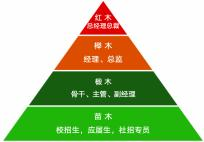 红 木
总经理总裁
榉 木
经理、总监
椴 木
骨干、主管、副经理
苗 木
校招生，应届生，社招专员